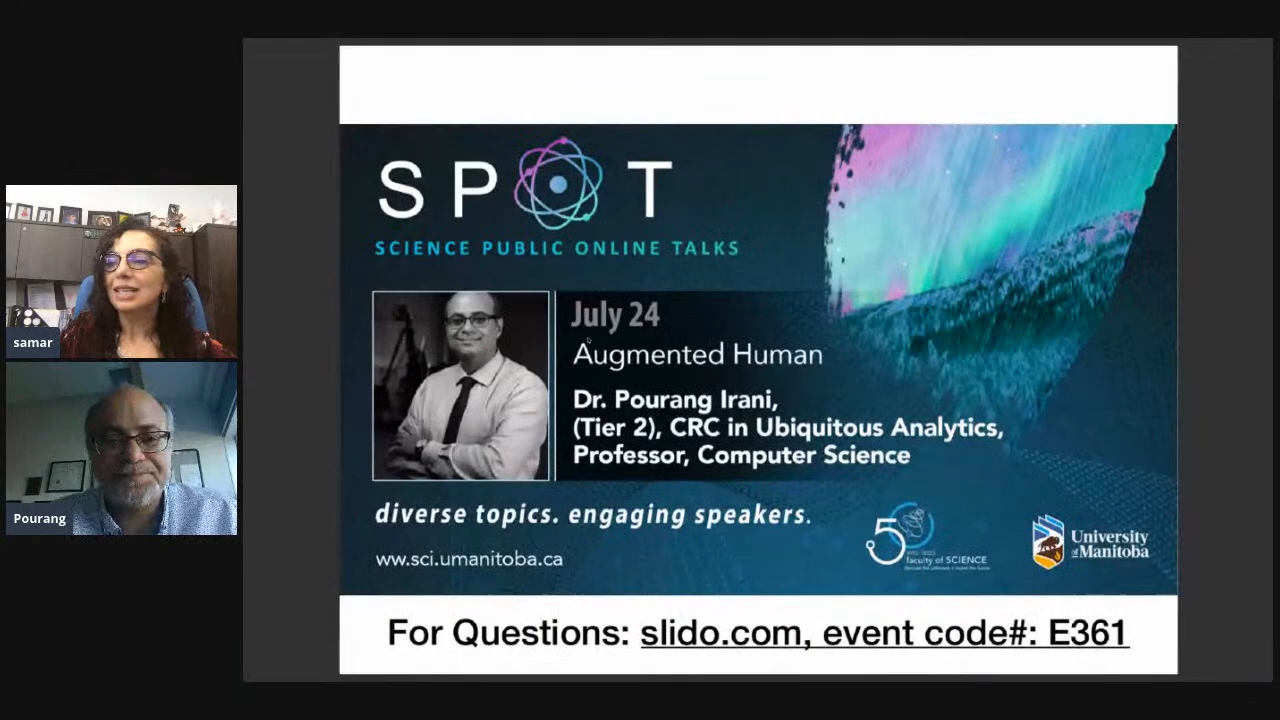 samar
Pourang
S P T
SCIENCE PUBLIC ONLINE TALKS
July 24
Augmented Human
Dr. Pourang Irani,
(Tier 2), CRC in Ubiquitous Analytics,
Professor, Computer Science
diverse topics. engaging speakers.
ww.sci.umanitoba.ca
5
faculty of SCIENCE
University
of Manitoba
For Questions: slido.com, event code#: E361